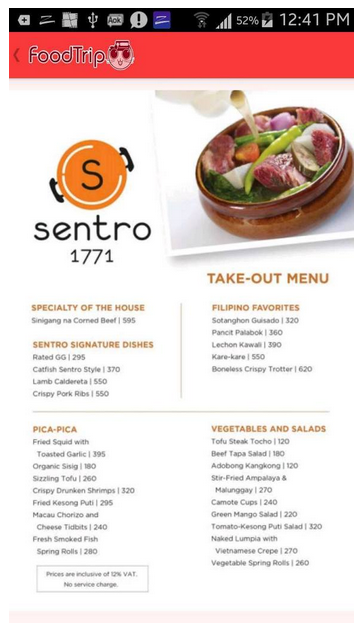 Aok
52%
12:41 PM
FoodTrip
S
sentro
1771
TAKE-OUT MENU
SPECIALTY OF THE HOUSE
Sinigang na Corned Beef | 595
SENTRO SIGNATURE DISHES
Rated GG | 295
Catfish Sentro Style | 370
Lamb Caldereta | 550
Crispy Pork Ribs | 550
FILIPINO FAVORITES
Sotanghon Guisado | 320
Pancit Palabok | 360
Lechon Kawali | 390
Kare-kare | 550
Boneless Crispy Trotter | 620
PICA-PICA
Fried Squid with
Toasted Garlic | 395
Organic Sisig | 180
Sizzling Tofu | 260
Crispy Drunken Shrimps | 320
Fried Kesong Puti | 295
Macau Chorizo and
Cheese Tidbits | 240
Fresh Smoked Fish
Spring Rolls | 280
VEGETABLES AND SALADS
Tofu Steak Tocho | 120
Beef Tapa Salad | 180
Adobong Kangkong | 120
Stir-Fried Ampalaya &
Malunggay | 270
Camote Cups | 240
Green Mango Salad | 220
Tomato-Kesong Puti Salad | 320
Naked Lumpia with
Vietnamese Crepe | 270
Vegetable Spring Rolls | 260
Prices are inclusive of 12% VAT.
No service charge.